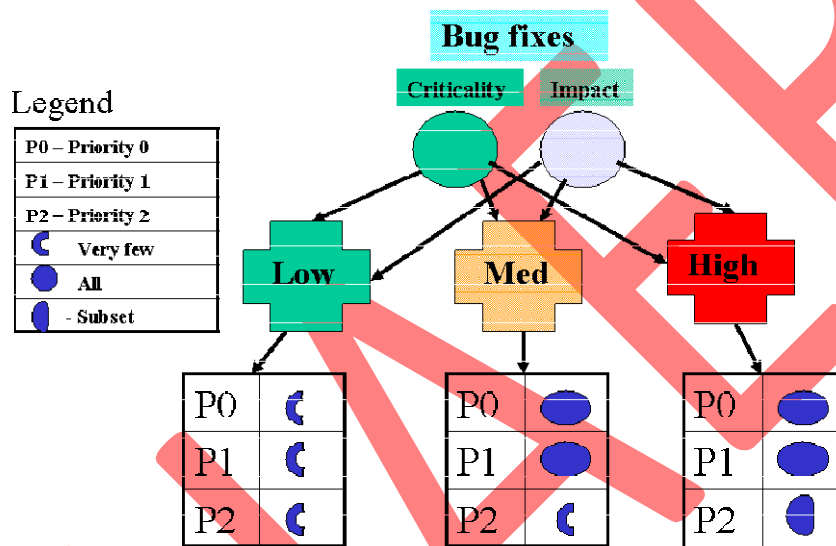 Bug fixes
Criticality
Impact
Legend
P0 – Priority 0
P1 – Priority 1
P2 – Priority 2
Very few
All
- Subset
Low
Med
High
P0
P1
P2
P0
P1
P2
P0
P1
P2